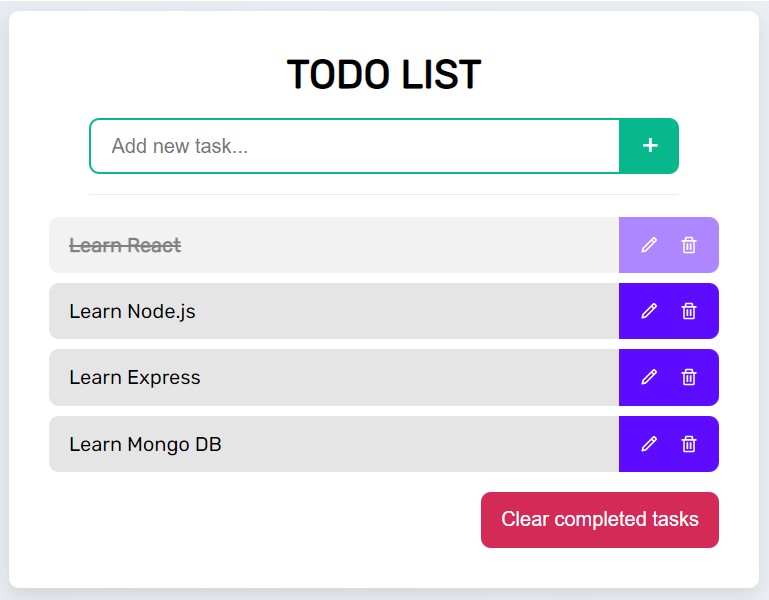 TODO LIST
Add new task...
+
Learn React
Learn Node.js
Learn Express
Learn Mongo DB
Clear completed tasks